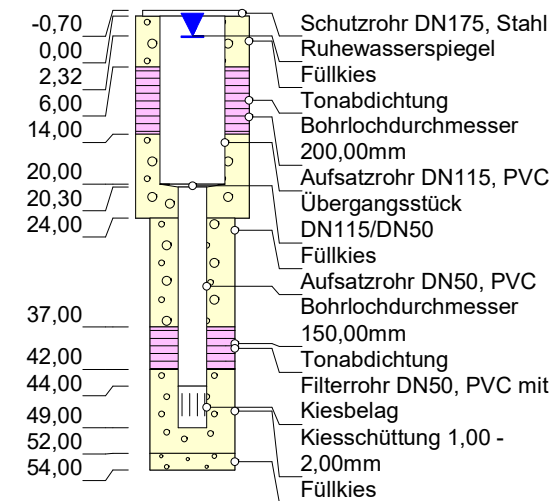 -0,70
0,00
2,32
6,00
14,00
20,00
20,30
24,00
37,00
42,00
44,00
49,00
52,00
54,00
Schutzrohr DN175, Stahl
Ruhewasserspiegel
Füllkies
Tonabdichtung
Bohrlochdurchmesser
200,00mm
Aufsatzrohr DN115, PVC
Übergangsstück
DN115/DN50
Füllkies
Aufsatzrohr DN50, PVC
Bohrlochdurchmesser
150,00mm
Tonabdichtung
Filterrohr DN50, PVC mit
Kiesbelag
Kiesschüttung 1,00 -
2,00mm
Füllkies